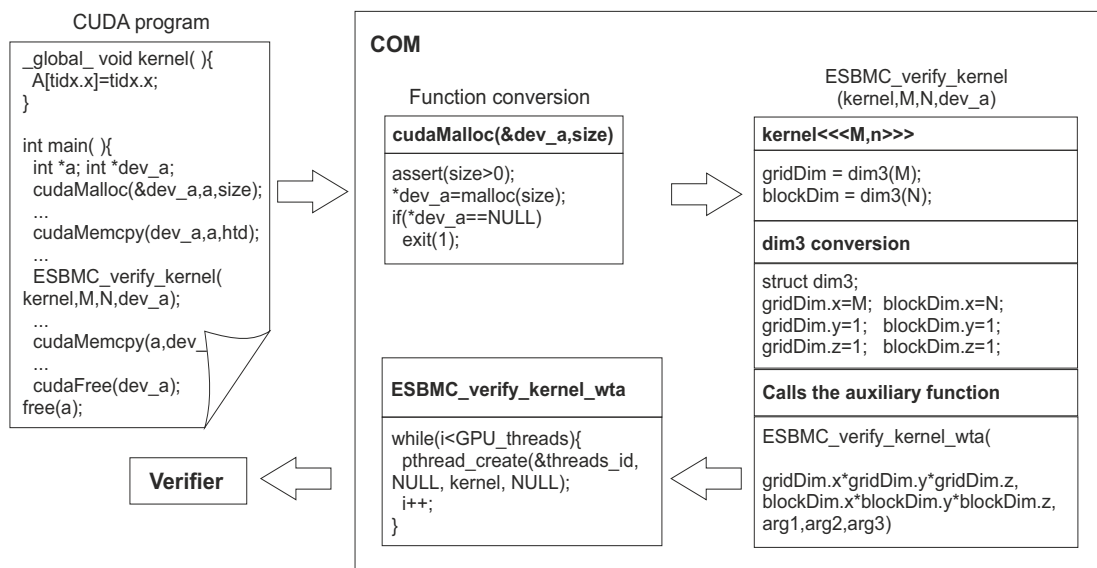 CUDA program
_global_ void kernel( ){
A[tidx.x]=tidx.x;
}
int main( ){
int *a; int *dev_a;
cudaMalloc(&dev_a,a,size);
...
cudaMemcpy(dev_a,a,htd);
...
ESBMC_verify_kernel(
kernel,M,N,dev_a);
...
cudaMemcpy(a,dev_
...
cudaFree(dev_a);
free(a);
COM
Function conversion
cudaMalloc(&dev_a,size)
assert(size>0);
*dev_a=malloc(size);
if(*dev_a==NULL)
exit(1);
ESBMC_verify_kernel
(kernel,M,N,dev_a)
kernel<<<M,n>>>
gridDim = dim3(M);
blockDim = dim3(N);
dim3 conversion
struct dim3;
gridDim.x=M; blockDim.x=N;
gridDim.y=1; blockDim.y=1;
gridDim.z=1; blockDim.z=1;
Calls the auxiliary function
ESBMC_verify_kernel_wta(
gridDim.x*gridDim.y*gridDim.z,
blockDim.x*blockDim.y*blockDim.z,
arg1,arg2,arg3)
ESBMC_verify_kernel_wta
while(i<GPU_threads){
pthread_create(&threads_id,
NULL, kernel, NULL);
i++;
}
Verifier